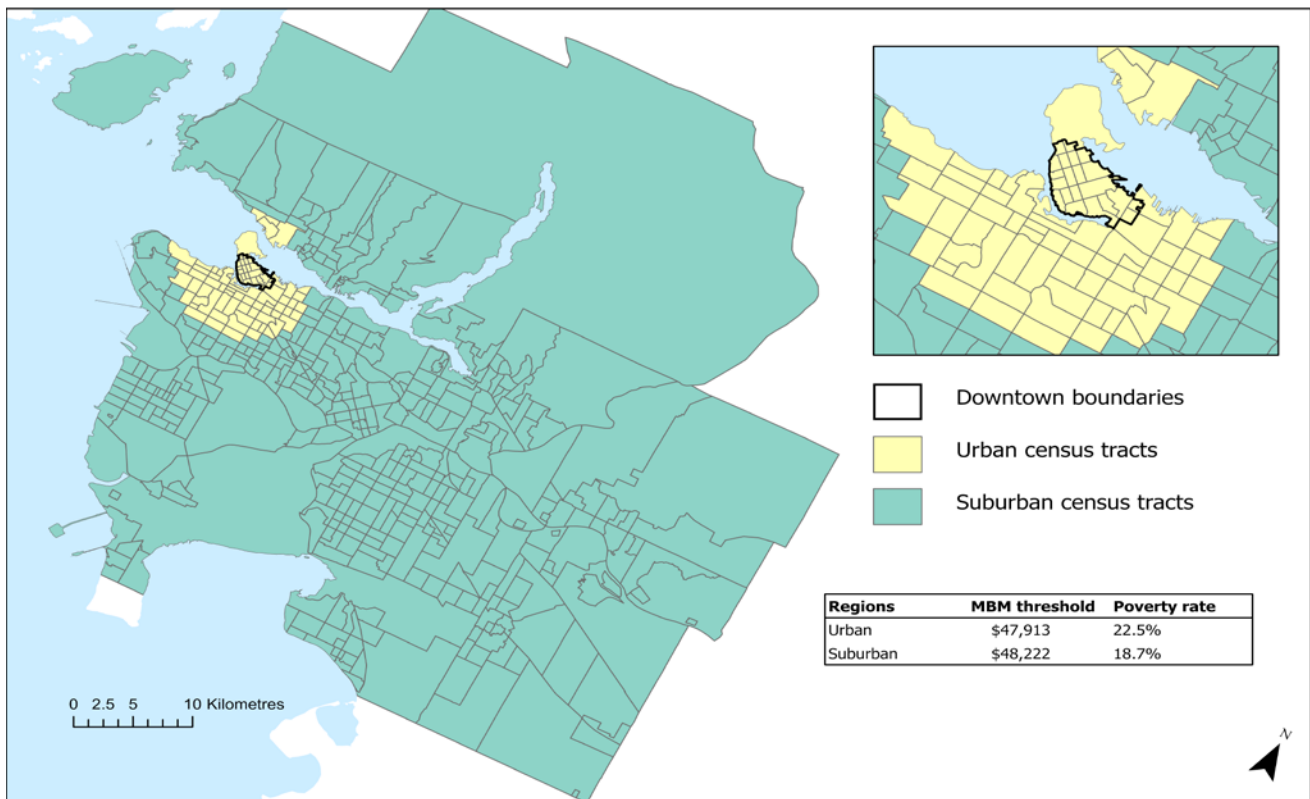 Downtown boundaries
Urban census tracts
Suburban census tracts
Regions MBM threshold Poverty rate
Urban $47,913 22.5%
Suburban $48,222 18.7%
0 2.5 5 10 Kilometres
N